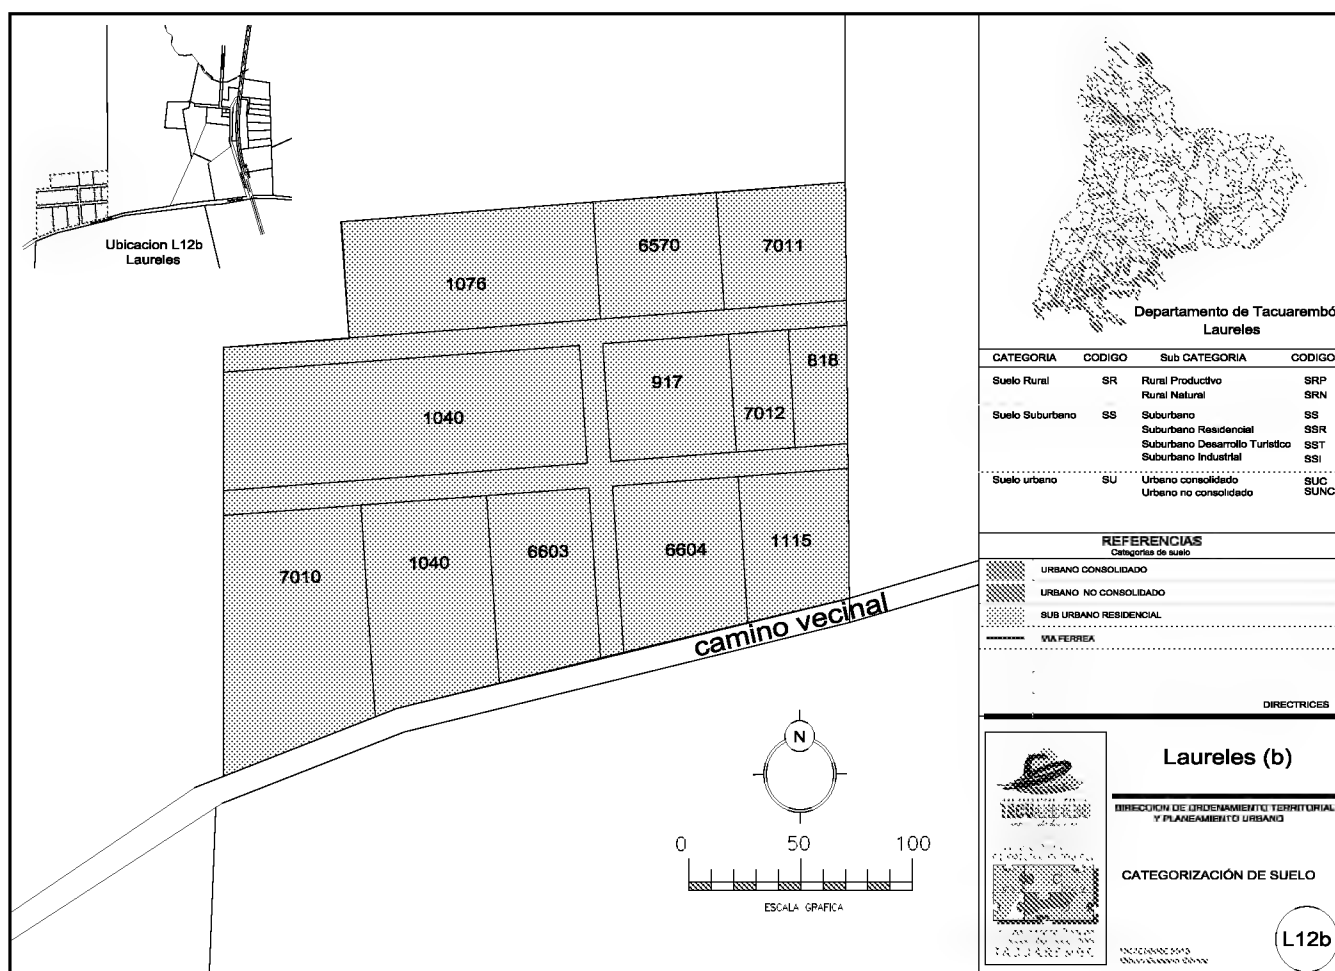 Ubicacion L12b
Laureles
1076
6570
7011
1040
917
7012
818
7010
1040
6603
6604
1115
camino vecinal
N
0 50 100
ESCALA GRAFICA
Departamento de Tacuarembó
Laureles
CATEGORIA CODIGO Sub CATEGORIA CODIGO
Suelo Rural SR Rural Productivo SRP
Rural Natural SRN
Suelo Suburbano SS Suburbano SS
Suburbano Residencial SSR
Suburbano Desarrollo Turistico SST
Suburbano Industrial SSI
Suelo urbano SU Urbano consolidado SUC
Urbano no consolidado SUNC
REFERENCIAS
Categorias de suelo
URBANO CONSOLIDADO
URBANO NO CONSOLIDADO
SUB URBANO RESIDENCIAL
VIA FERREA
DIRECTRICES
Laureles (b)
DIRECCION DE ORDENAMIENTO TERRITORIAL
Y PLANEAMIENTO URBANO
CATEGORIZACIÓN DE SUELO
L12b